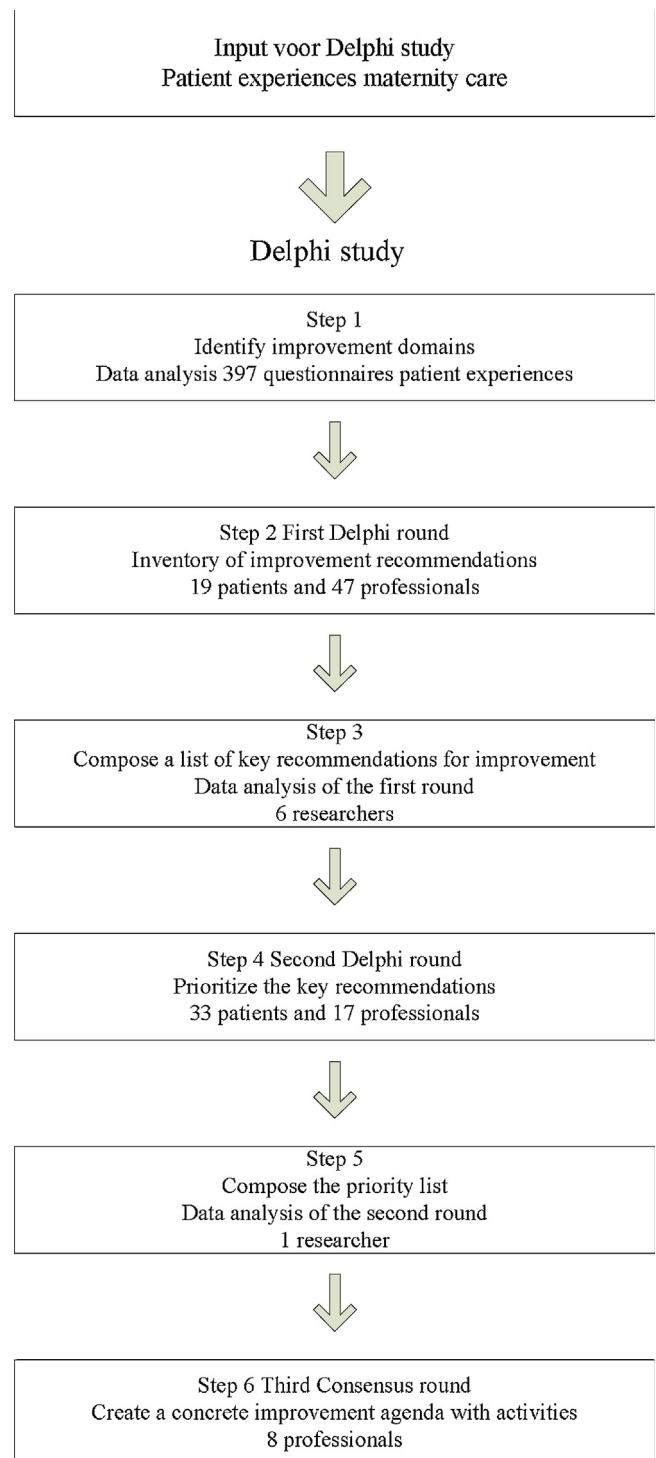 Input voor Delphi study
Patient experiences maternity care
Delphi study
Step 1
Identify improvement domains
Data analysis 397 questionnaires patient experiences
Step 2 First Delphi round
Inventory of improvement recommendations
19 patients and 47 professionals
Step 3
Compose a list of key recommendations for improvement
Data analysis of the first round
6 researchers
Step 4 Second Delphi round
Prioritize the key recommendations
33 patients and 17 professionals
Step 5
Compose the priority list
Data analysis of the second round
1 researcher
Step 6 Third Consensus round
Create a concrete improvement agenda with activities
8 professionals